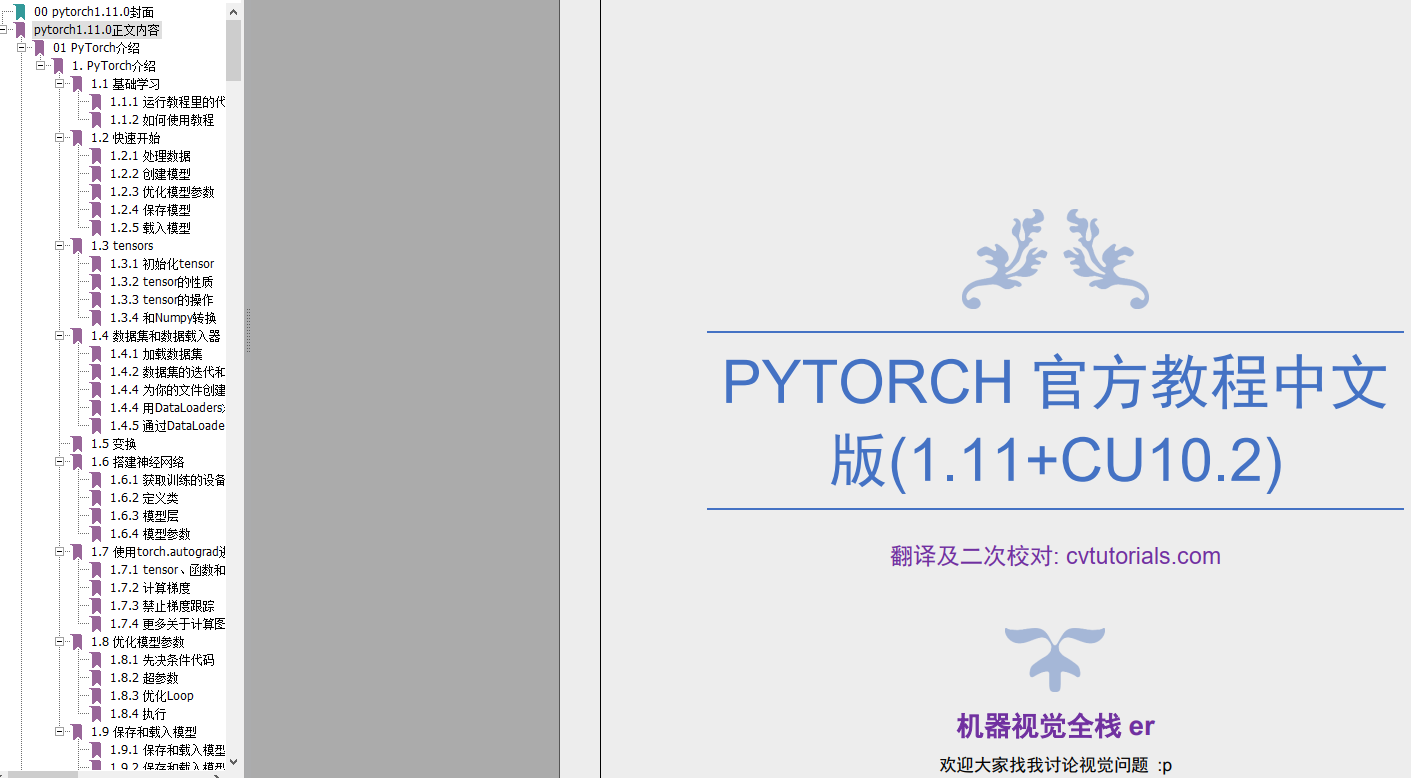 00 pytorch1.11.0封面
pytorch1.11.0正文内容
01 PyTorch介绍
1. PyTorch介绍
1.1 基础学习
1.1.1 运行教程里的代
1.1.2 如何使用教程
1.2 快速开始
1.2.1 处理数据
1.2.2 创建模型
1.2.3 优化模型参数
1.2.4 保存模型
1.2.5 载入模型
1.3 tensors
1.3.1 初始化tensor
1.3.2 tensor的性质
1.3.3 tensor的操作
1.3.4 和Numpy转换
1.4 数据集和数据载入器
1.4.1 加载数据集
1.4.2 数据集的迭代和
1.4.4 为你的文件创建
1.4.4 用DataLoaders
1.4.5 通过DataLoade
1.5 变换
1.6 搭建神经网络
1.6.1 获取训练的设备
1.6.2 定义类
1.6.3 模型层
1.6.4 模型参数
1.7 使用torch.autograd
1.7.1 tensor、函数和
1.7.2 计算梯度
1.7.3 禁止梯度跟踪
1.7.4 更多关于计算图
1.8 优化模型参数
1.8.1 先决条件代码
1.8.2 超参数
1.8.3 优化Loop
1.8.4 执行
1.9 保存和载入模型
1.9.1 保存和载入模型
1.9.2 保存和载入模型
PYTORCH 官方教程中文
版(1.11+CU10.2)
翻译及二次校对: cvtutorials.com
机器视觉全栈 er
欢迎大家找我讨论视觉问题 :p